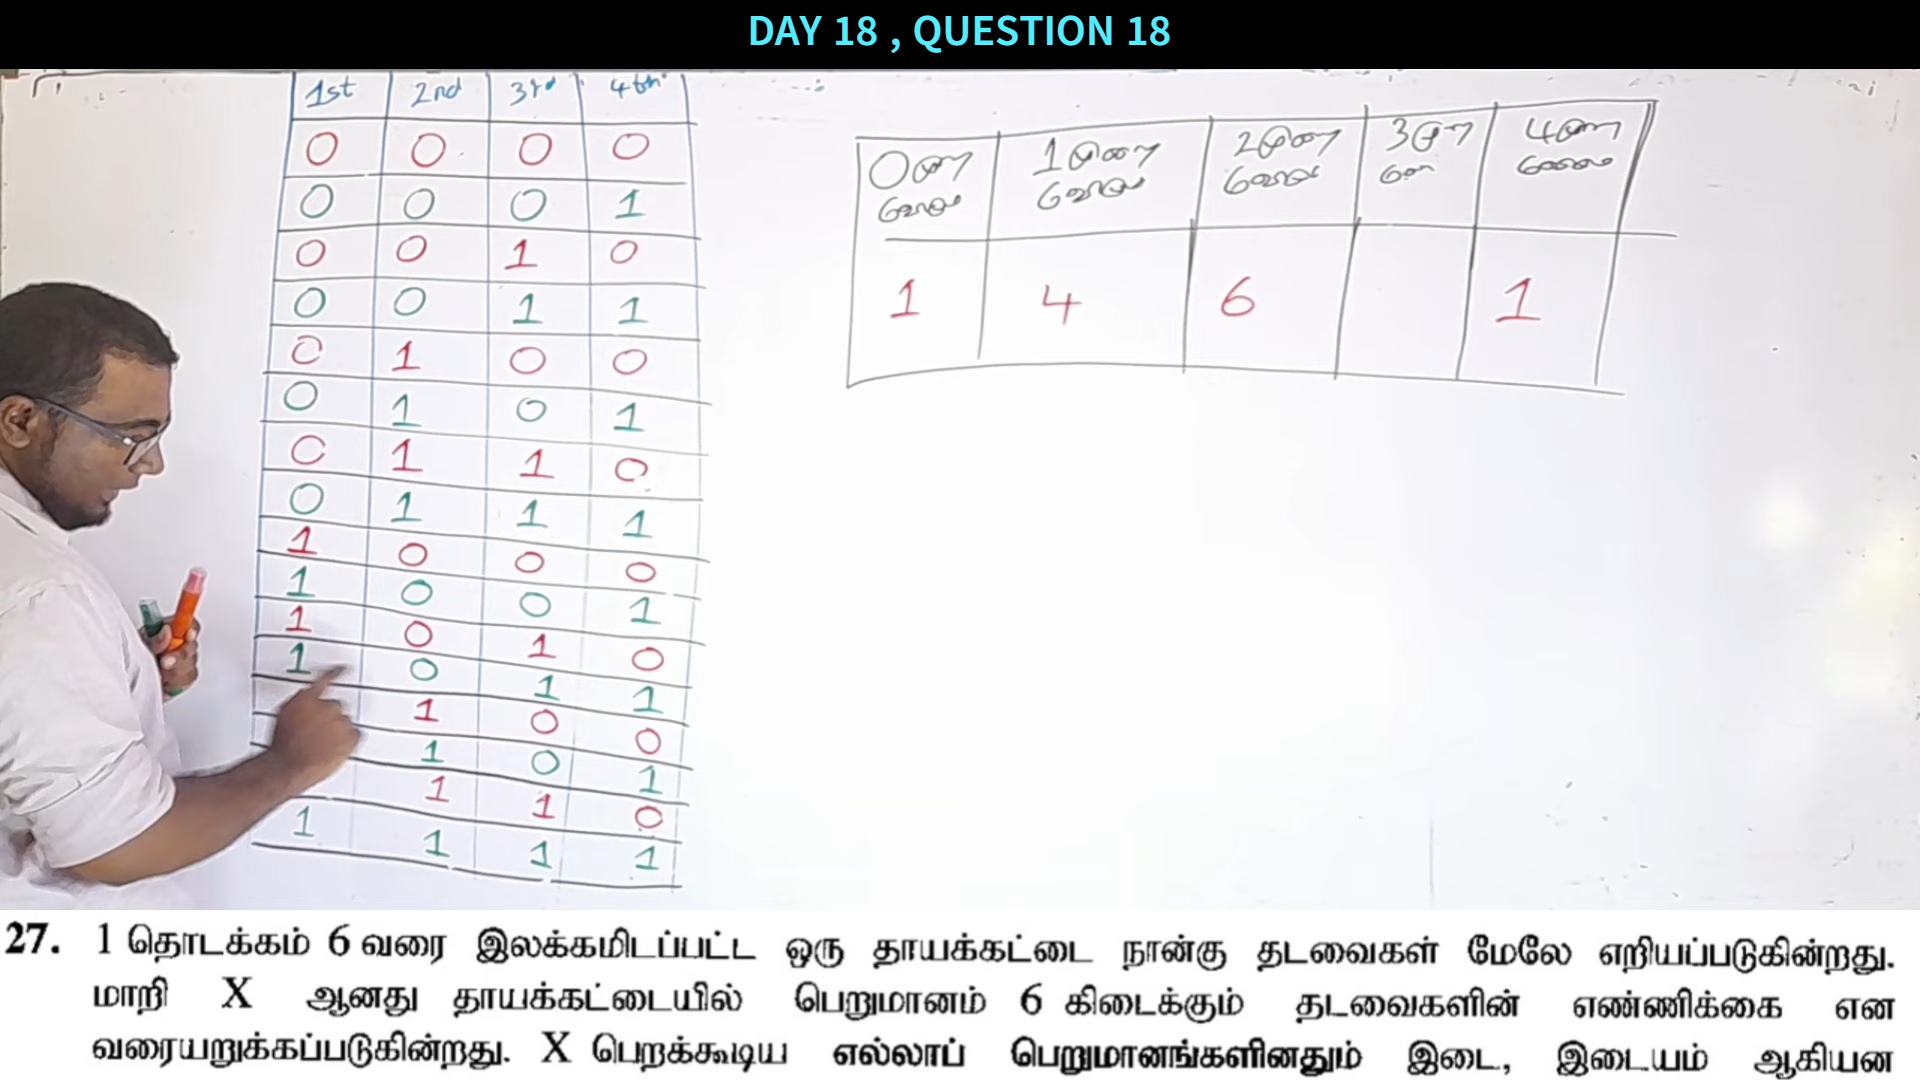 DAY 18 , QUESTION 18
1st 2nd 3rd 4th
0 0 0 0
0 0 0 1
0 0 1 0
0 0 1 1
0 1 0 0
0 1 0 1
0 1 1 0
0 1 1 1
1 0 0 0
1 0 0 1
1 0 1 0
1 0 1 1
1 0 0
1 0 1
1 1 0
1 1 1 1
0 1 2 3 4
1 4 6 1
27. 1 தொடக்கம் 6 வரை இலக்கமிடப்பட்ட ஒரு தாயக்கட்டை நான்கு தடவைகள் மேலே எறியப்படுகின்றது.
மாறி X ஆனது தாயக்கட்டையில் பெறுமானம் 6 கிடைக்கும் தடவைகளின் எண்ணிக்கை என
வரையறுக்கப்படுகின்றது. X பெறக்கூடிய எல்லாப் பெறுமானங்களினதும் இடை, இடையம் ஆகியன